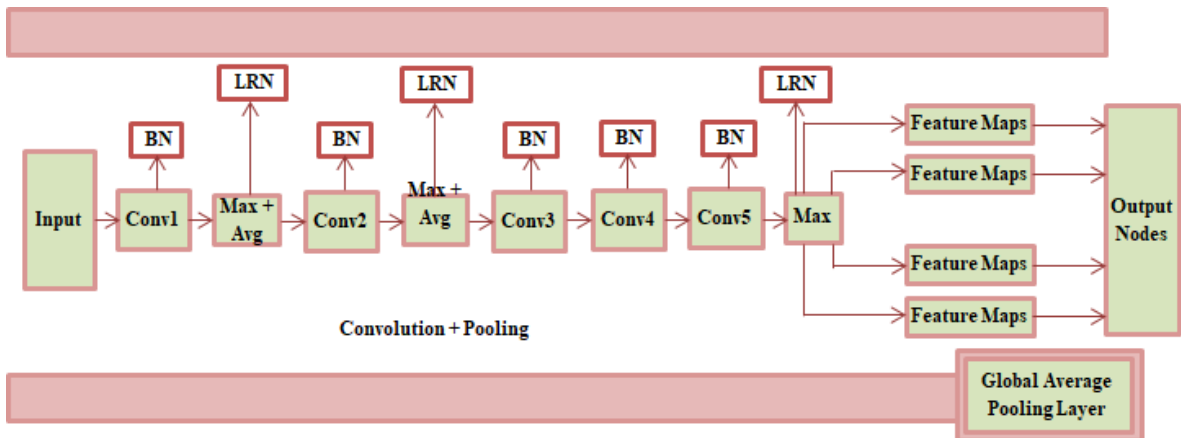 LRN
LRN
LRN
BN
BN
BN
BN
BN
Input
Conv1
Max +
Avg
Conv2
Max +
Avg
Conv3
Conv4
Conv5
Max
Feature Maps
Feature Maps
Feature Maps
Feature Maps
Output
Nodes
Convolution + Pooling
Global Average
Pooling Layer